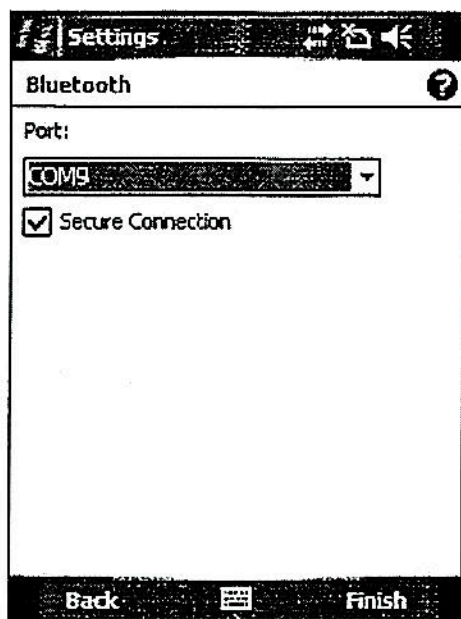 Settings
Bluetooth
Port:
COM9
Secure Connection
Back Finish